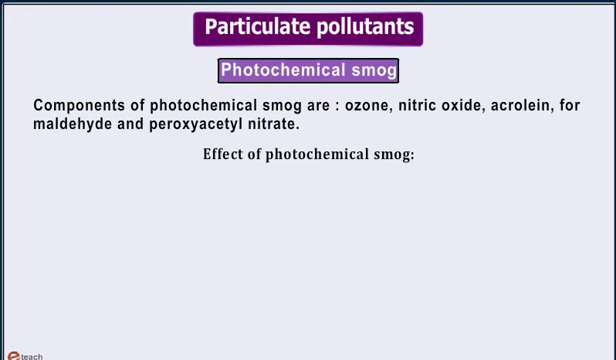 Particulate pollutants
Photochemical smog
Components of photochemical smog are : ozone, nitric oxide, acrolein, for
maldehyde and peroxyacetyl nitrate.
Effect of photochemical smog:
e teach